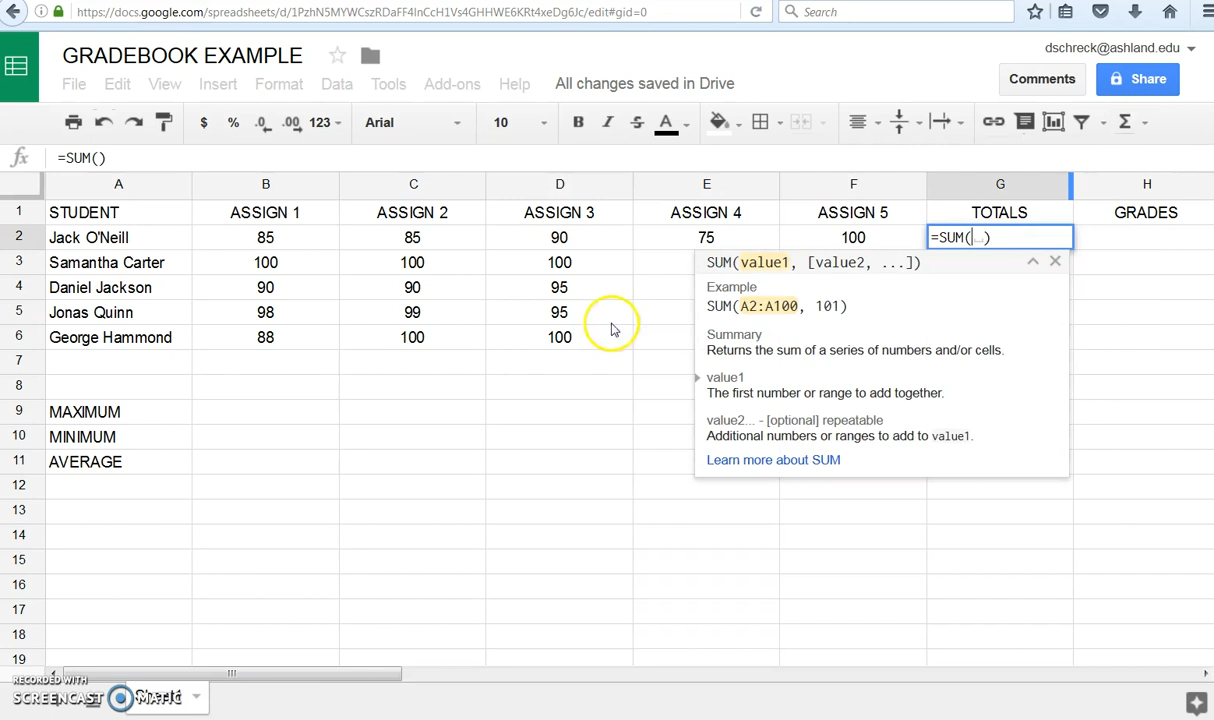 https://docs.google.com/spreadsheets/d/1PzhN5MYWCszRDaFF4InCcH1Vs4GHHWE6KRt4xeDg6Jc/edit#gid=0
Search
GRADEBOOK EXAMPLE
dschreck@ashland.edu
File Edit View Insert Format Data Tools Add-ons Help All changes saved in Drive
Comments
Share
$ % .0 .00 123 Arial 10 B I S A Σ
fx =SUM()
A B C D E F G H
1 STUDENT ASSIGN 1 ASSIGN 2 ASSIGN 3 ASSIGN 4 ASSIGN 5 TOTALS GRADES
2 Jack O'Neill 85 85 90 75 100 =SUM( )
3 Samantha Carter 100 100 100
4 Daniel Jackson 90 90 95
5 Jonas Quinn 98 99 95
6 George Hammond 88 100 100
7
8
9 MAXIMUM
10 MINIMUM
11 AVERAGE
12
13
14
15
16
17
18
19
SUM(value1, [value2, ...])
Example
SUM(A2:A100, 101)
Summary
Returns the sum of a series of numbers and/or cells.
value1
The first number or range to add together.
value2... - [optional] repeatable
Additional numbers or ranges to add to value1.
Learn more about SUM
RECORDED WITH
SCREENCAST MATIC